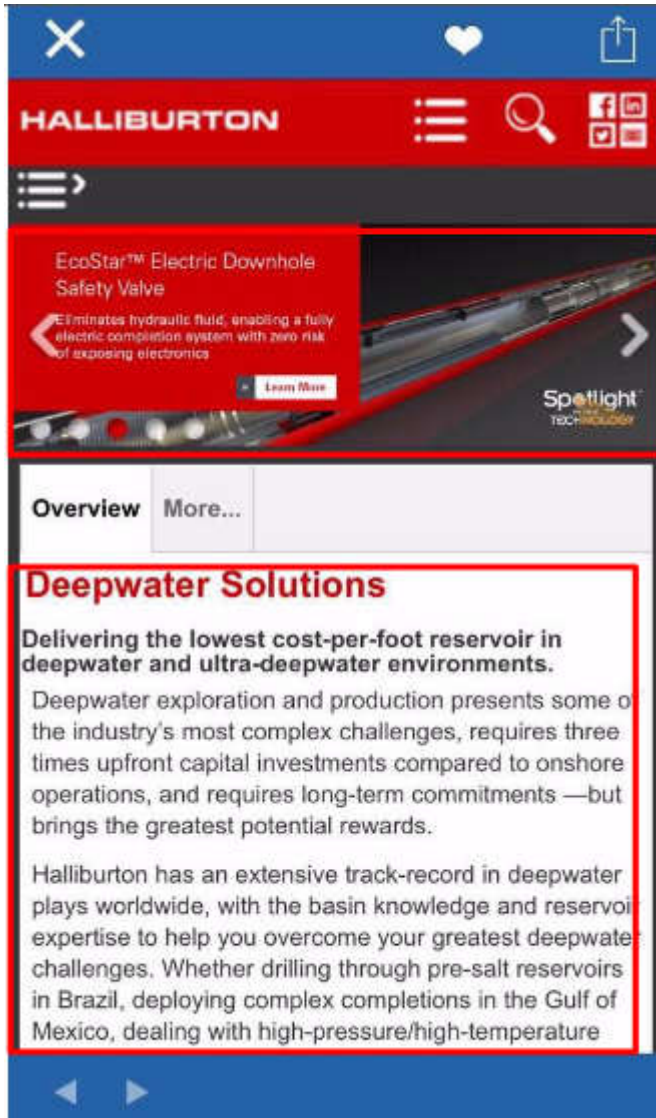 HALLIBURTON
EcoStar™ Electric Downhole
Safety Valve
Eliminates hydraulic fluid, enabling a fully
electric completion system with zero risk
of exposing electronics
Learn More
Spotlight
TECHNOLOGY
Overview More...
Deepwater Solutions
Delivering the lowest cost-per-foot reservoir in
deepwater and ultra-deepwater environments.
Deepwater exploration and production presents some of
the industry's most complex challenges, requires three
times upfront capital investments compared to onshore
operations, and requires long-term commitments —but
brings the greatest potential rewards.
Halliburton has an extensive track-record in deepwater
plays worldwide, with the basin knowledge and reservoir
expertise to help you overcome your greatest deepwater
challenges. Whether drilling through pre-salt reservoirs
in Brazil, deploying complex completions in the Gulf of
Mexico, dealing with high-pressure/high-temperature